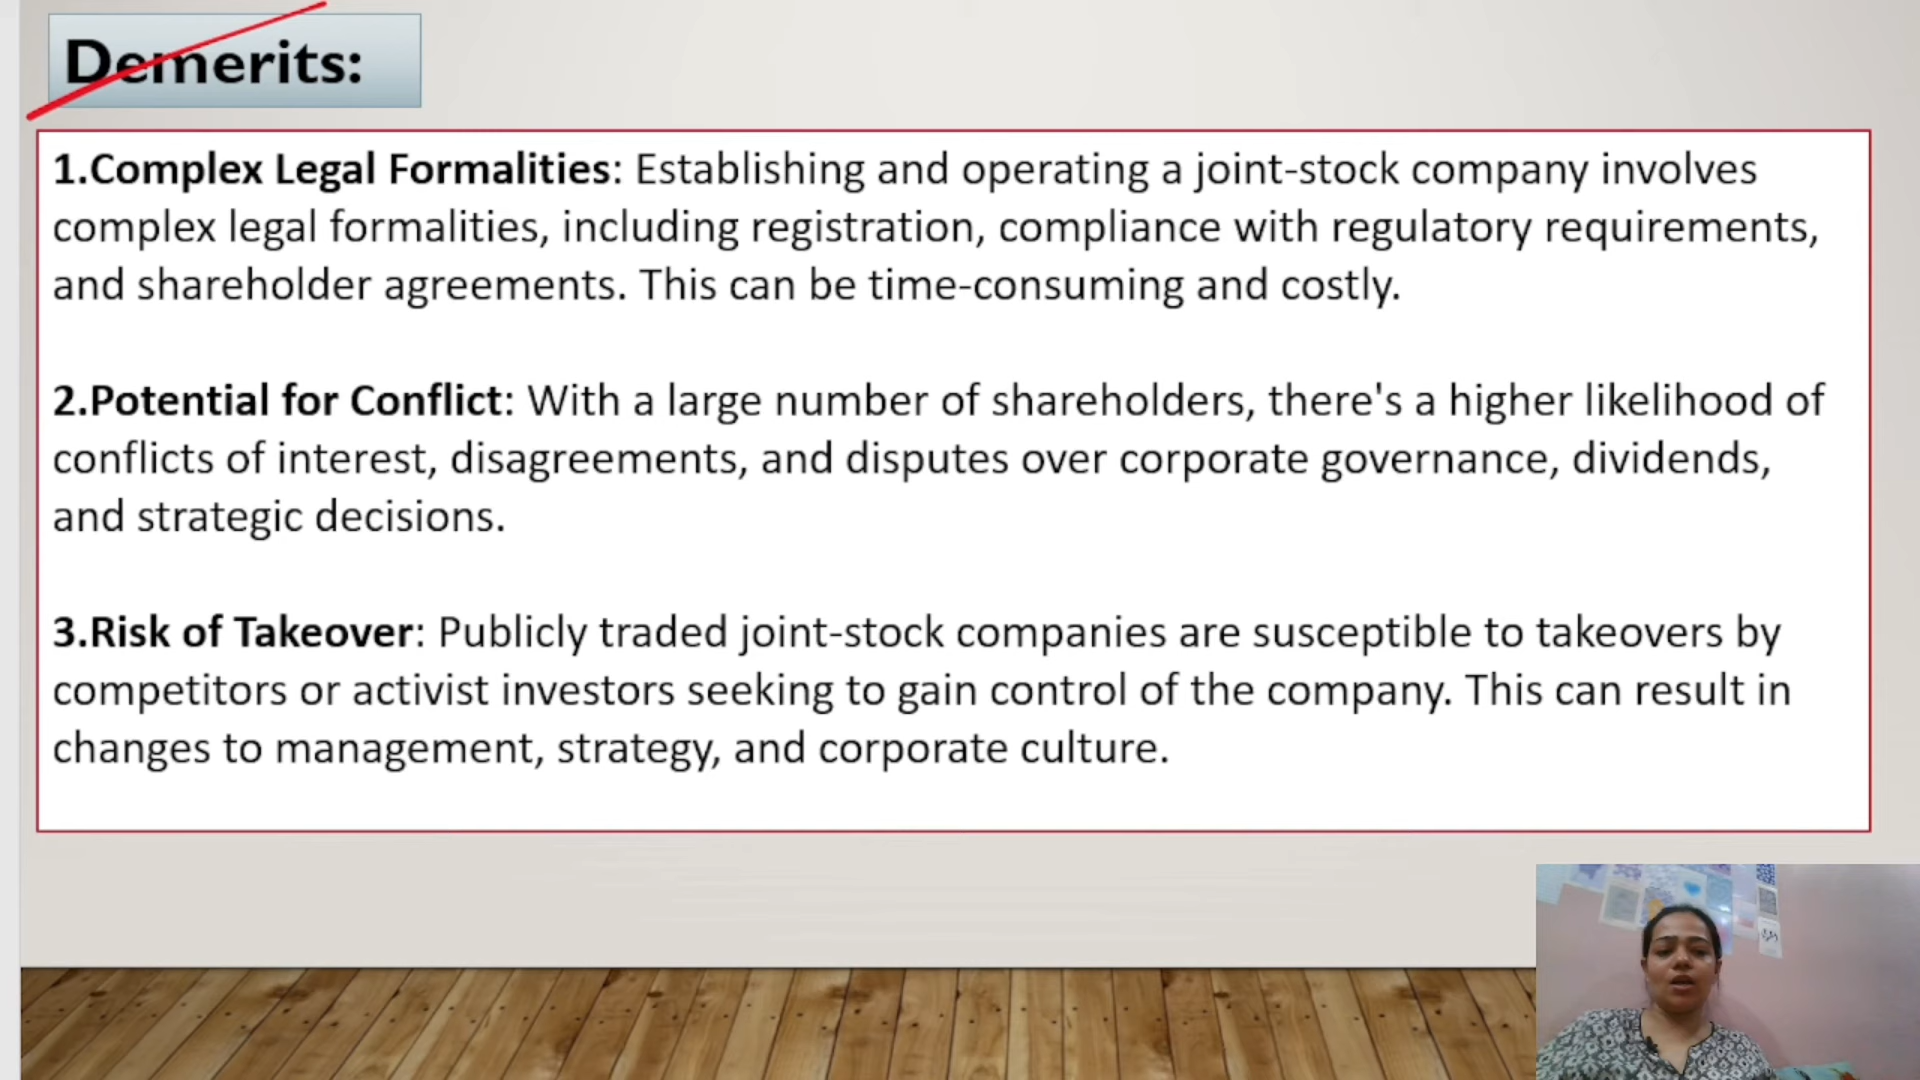 Demerits:
1.Complex Legal Formalities: Establishing and operating a joint-stock company involves
complex legal formalities, including registration, compliance with regulatory requirements,
and shareholder agreements. This can be time-consuming and costly.
2.Potential for Conflict: With a large number of shareholders, there's a higher likelihood of
conflicts of interest, disagreements, and disputes over corporate governance, dividends,
and strategic decisions.
3.Risk of Takeover: Publicly traded joint-stock companies are susceptible to takeovers by
competitors or activist investors seeking to gain control of the company. This can result in
changes to management, strategy, and corporate culture.